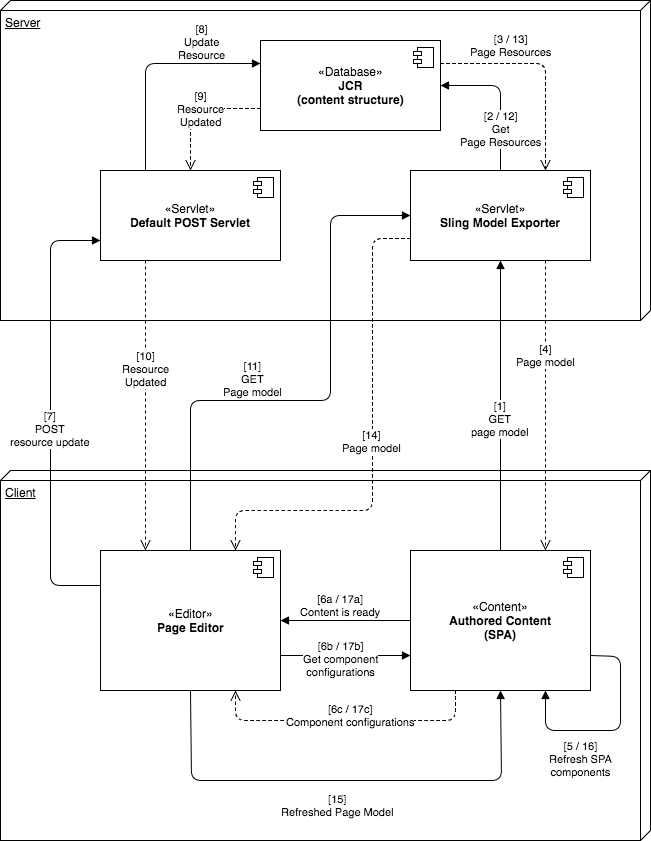 Server
[8]
Update
Resource
[3 / 13]
Page Resources
«Database»
JCR
(content structure)
[9]
Resource
Updated
[2 / 12]
Get
Page Resources
«Servlet»
Default POST Servlet
«Servlet»
Sling Model Exporter
[10]
Resource
Updated
[11]
GET
Page model
[4]
Page model
[7]
POST
resource update
[14]
Page model
[1]
GET
page model
Client
«Editor»
Page Editor
[6a / 17a]
Content is ready
«Content»
Authored Content
(SPA)
[6b / 17b]
Get component
configurations
[6c / 17c]
Component configurations
[5 / 16]
Refresh SPA
components
[15]
Refreshed Page Model